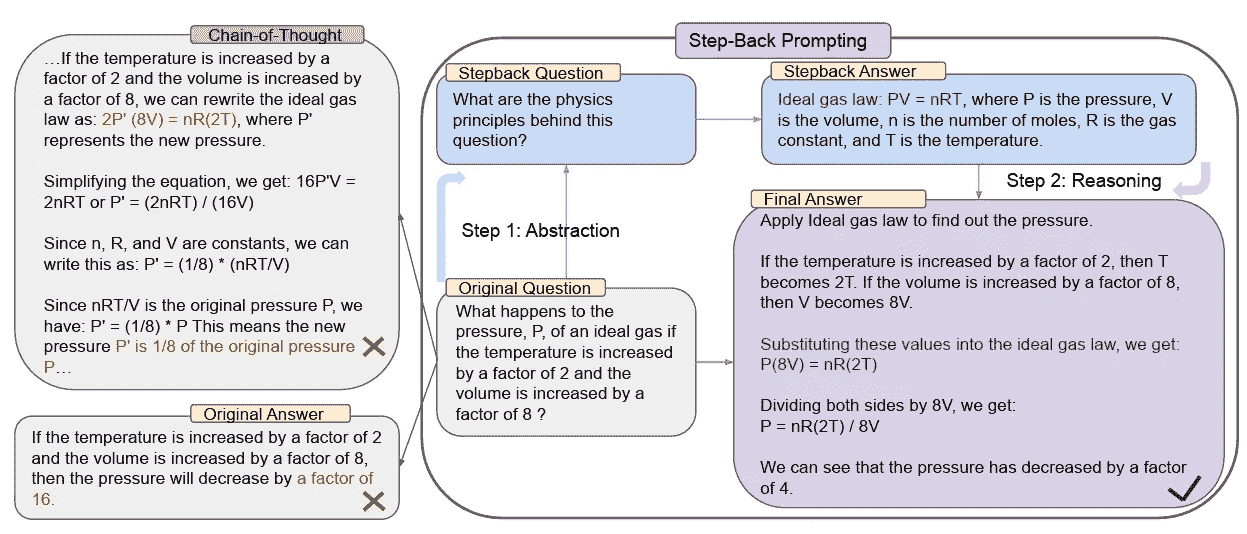 Chain-of-Thought
…If the temperature is increased by a
factor of 2 and the volume is increased by
a factor of 8, we can rewrite the ideal gas
law as: 2P' (8V) = nR(2T), where P'
represents the new pressure.
Simplifying the equation, we get: 16P'V =
2nRT or P' = (2nRT) / (16V)
Since n, R, and V are constants, we can
write this as: P' = (1/8) * (nRT/V)
Since nRT/V is the original pressure P, we
have: P' = (1/8) * P This means the new
pressure P' is 1/8 of the original pressure
P…
Original Answer
If the temperature is increased by a factor of 2
and the volume is increased by a factor of 8,
then the pressure will decrease by a factor of
16.
Step-Back Prompting
Stepback Question
What are the physics
principles behind this
question?
Stepback Answer
Ideal gas law: PV = nRT, where P is the pressure, V
is the volume, n is the number of moles, R is the gas
constant, and T is the temperature.
Step 1: Abstraction
Step 2: Reasoning
Original Question
What happens to the
pressure, P, of an ideal gas if
the temperature is increased
by a factor of 2 and the
volume is increased by a
factor of 8 ?
Final Answer
Apply Ideal gas law to find out the pressure.
If the temperature is increased by a factor of 2, then T
becomes 2T. If the volume is increased by a factor of 8,
then V becomes 8V.
Substituting these values into the ideal gas law, we get:
P(8V) = nR(2T)
Dividing both sides by 8V, we get:
P = nR(2T) / 8V
We can see that the pressure has decreased by a factor
of 4.